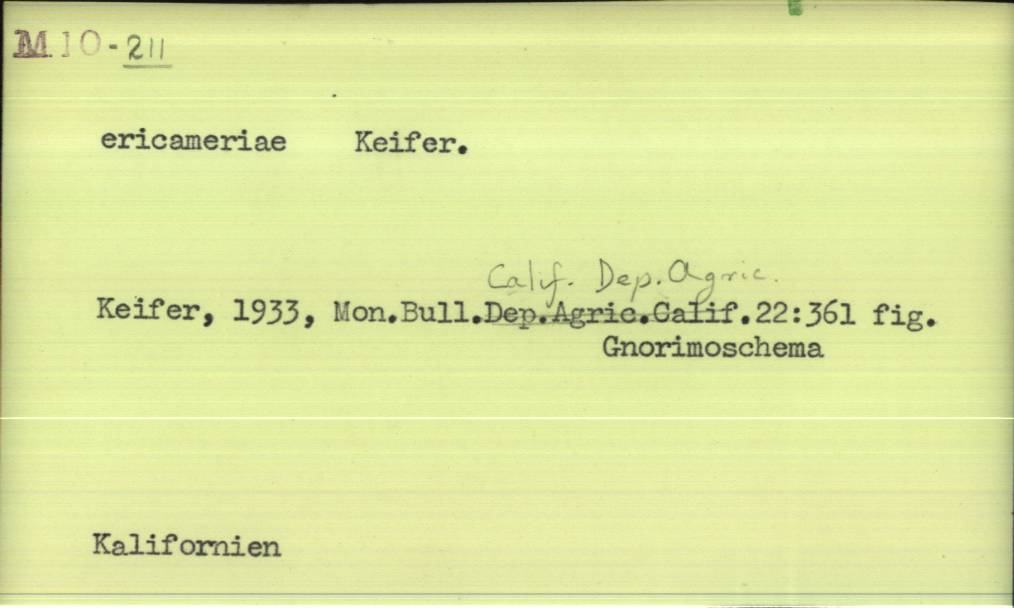 M 10-211
ericameriae Keifer.
Calif. Dep. Agric.
Keifer, 1933, Mon.Bull.Dep.Agric.Calif.22:361 fig.
Gnorimoschema
Kalifornien